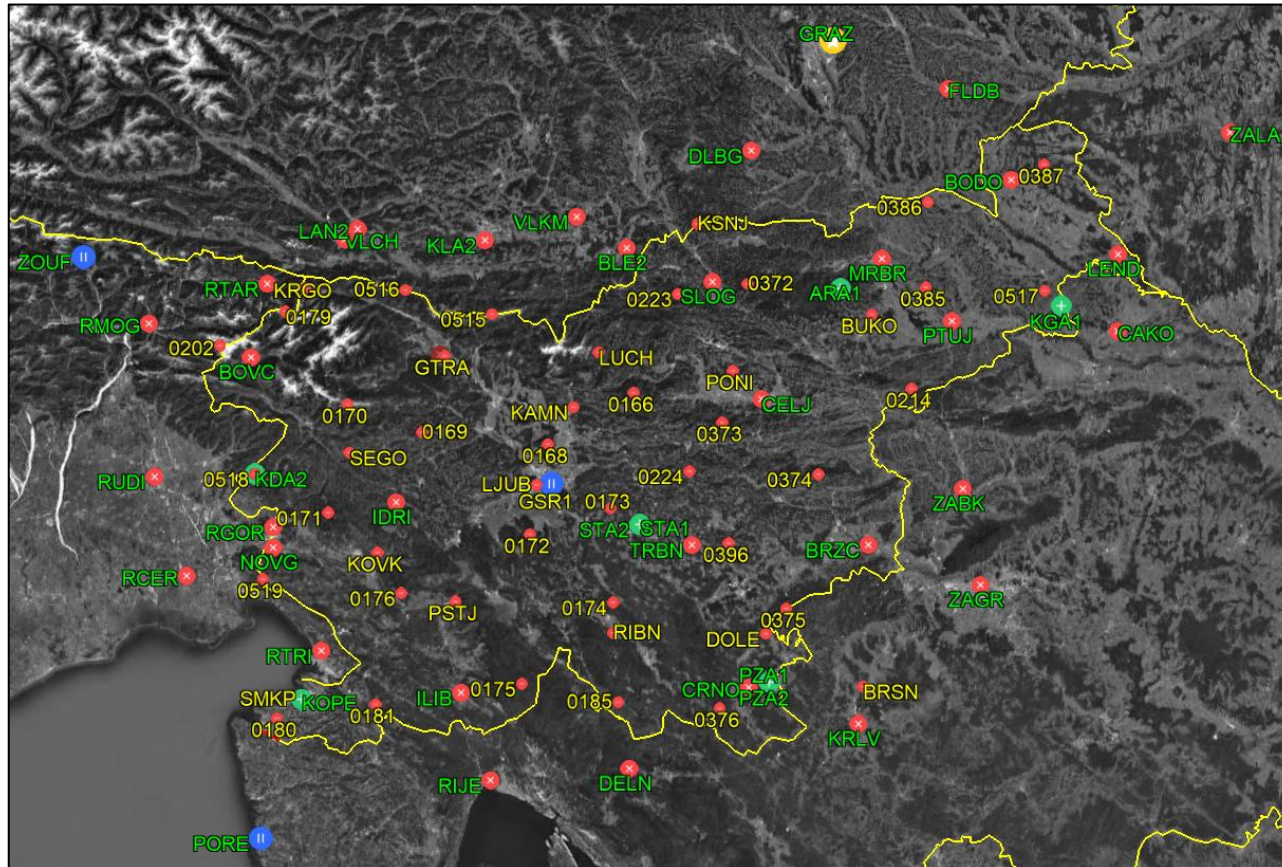 GRAZ
FLDB
ZALA
DLBG
BODO
0387
0386
VLKM
KSNJ
LAN2
VLCH
KLA2
BLE2
ZOUF
MRBR
LEND
RTAR
KRGO
0516
0223
SLOG
0372
ARA1
0385
0517
0179
0515
KGA1
RMOG
BUKO
PTUJ
CAKO
0202
BOVC
GTRA
LUCH
PONI
0166
CELJ
0214
0170
KAMN
0373
0169
SEGO
0168
0518
KDA2
RUDI
LJUB
GSR1
0224
0374
ZABK
IDRI
0173
0171
RGOR
STA2
STA1
0172
TRBN
0396
BRZC
NOVG
KOVK
RCER
0519
0176
PSTJ
0174
0375
ZAGR
RIBN
DOLE
RTRI
PZA1
SMKP
KOPE
ILIB
0175
CRNO
PZA2
BRSN
0181
0185
0376
0180
KRLV
RIJE
DELN
PORE